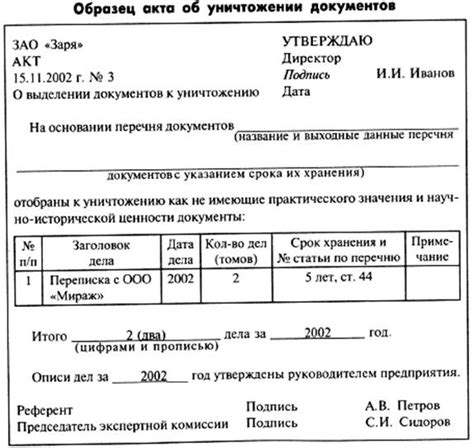 Образец акта об уничтожении документов
ЗАО «Заря» УТВЕРЖДАЮ
АКТ Директор
15.11.2002 г. № 3 Подпись И.И. Иванов
О выделении документов к уничтожению Дата
На основании перечня документов
(название и выходные данные перечня
документов с указанием срока их хранения)
отобраны к уничтожению как не имеющие практического значения и науч-
но-исторической ценности документы:
№ п/п Заголовок дела Дата дела Кол-во дел (томов) Срок хранения и № статьи по перечню Приме-чание
1 Переписка с ООО «Мираж» 2002 2 5 лет, ст. 44
Итого 2 (два) дела за 2002 год.
(цифрами и прописью)
Описи дел за 2002 год утверждены руководителем предприятия.
Референт Подпись А.В. Петров
Председатель экспертной комиссии Подпись С.И. Сидоров